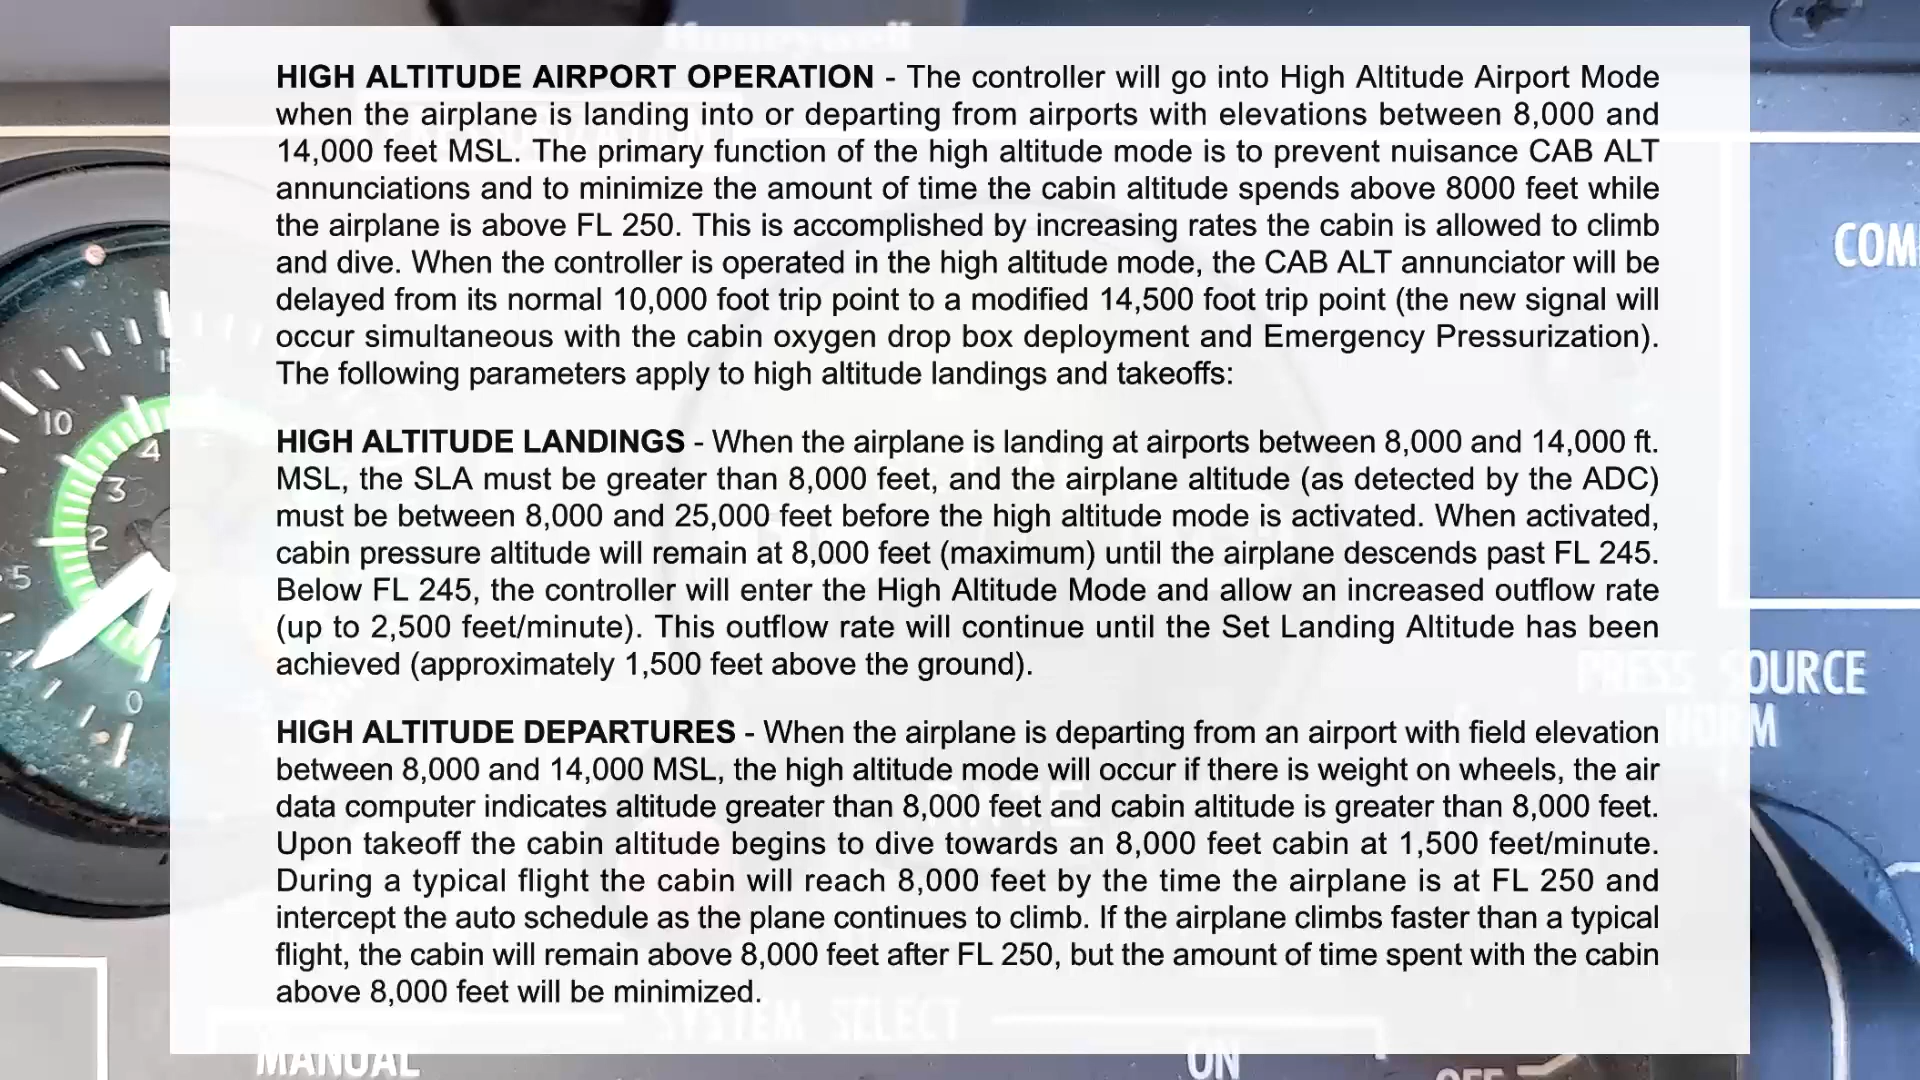 Honeywell
HIGH ALTITUDE AIRPORT OPERATION - The controller will go into High Altitude Airport Mode
when the airplane is landing into or departing from airports with elevations between 8,000 and
14,000 feet MSL. The primary function of the high altitude mode is to prevent nuisance CAB ALT
annunciations and to minimize the amount of time the cabin altitude spends above 8000 feet while
the airplane is above FL 250. This is accomplished by increasing rates the cabin is allowed to climb
and dive. When the controller is operated in the high altitude mode, the CAB ALT annunciator will be
delayed from its normal 10,000 foot trip point to a modified 14,500 foot trip point (the new signal will
occur simultaneous with the cabin oxygen drop box deployment and Emergency Pressurization).
The following parameters apply to high altitude landings and takeoffs:
HIGH ALTITUDE LANDINGS - When the airplane is landing at airports between 8,000 and 14,000 ft.
MSL, the SLA must be greater than 8,000 feet, and the airplane altitude (as detected by the ADC)
must be between 8,000 and 25,000 feet before the high altitude mode is activated. When activated,
cabin pressure altitude will remain at 8,000 feet (maximum) until the airplane descends past FL 245.
Below FL 245, the controller will enter the High Altitude Mode and allow an increased outflow rate
(up to 2,500 feet/minute). This outflow rate will continue until the Set Landing Altitude has been
achieved (approximately 1,500 feet above the ground).
HIGH ALTITUDE DEPARTURES - When the airplane is departing from an airport with field elevation
between 8,000 and 14,000 MSL, the high altitude mode will occur if there is weight on wheels, the air
data computer indicates altitude greater than 8,000 feet and cabin altitude is greater than 8,000 feet.
Upon takeoff the cabin altitude begins to dive towards an 8,000 feet cabin at 1,500 feet/minute.
During a typical flight the cabin will reach 8,000 feet by the time the airplane is at FL 250 and
intercept the auto schedule as the plane continues to climb. If the airplane climbs faster than a typical
flight, the cabin will remain above 8,000 feet after FL 250, but the amount of time spent with the cabin
above 8,000 feet will be minimized.
10
4
3
2
5
0
15
COM
PRESS SOURCE
NORM
RATE
SYSTEM SELECT
MANUAL
ON
OFF